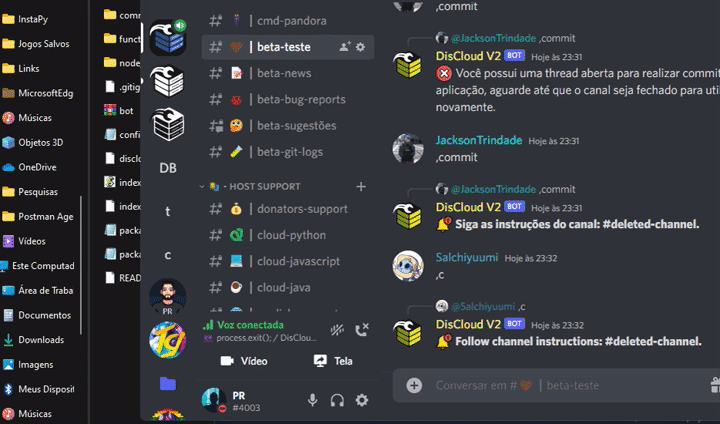 InstaPy
Jogos Salvos
Links
MicrosoftEdg
Músicas
Objetos 3D
OneDrive
Pesquisas
Postman Age
Vídeos
Este Computad
Área de Traba
Documentos
Downloads
Imagens
Meus Disposit
Músicas
comm
funct
node
.gitig
bot
confi
disclo
index
index
packa
packa
READ
DB
t
c
PR
cmd-pandora
| beta-teste
| beta-news
| beta-bug-reports
| beta-sugestões
| beta-git-logs
- HOST SUPPORT
| donators-support
| cloud-python
| cloud-javascript
| cloud-java
Voz conectada
process.exit(); / DisClou...
Vídeo
Tela
PR
#4003
,commit
@JacksonTrindade ,commit
DisCloud V2 BOT Hoje às 23:31
Você possui uma thread aberta para realizar commit
aplicação, aguarde até que o canal seja fechado para util
novamente.
JacksonTrindade Hoje às 23:31
,commit
@JacksonTrindade ,commit
DisCloud V2 BOT Hoje às 23:31
Siga as instruções do canal: #deleted-channel.
Salchiyuumi Hoje às 23:32
,c
@Salchiyuumi ,c
DisCloud V2 BOT Hoje às 23:32
Follow channel instructions: #deleted-channel.
Conversar em # | beta-teste